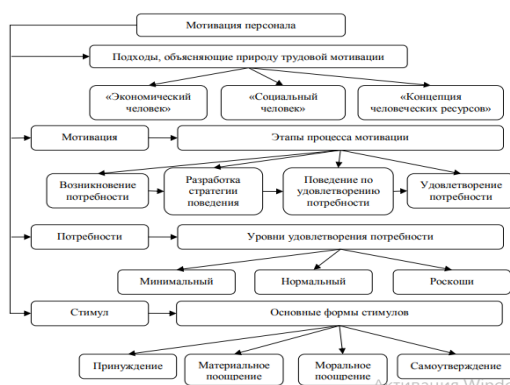 Мотивация персонала
Подходы, объясняющие природу трудовой мотивации
«Экономический
человек»
«Социальный
человек»
«Концепция
человеческих ресурсов»
Мотивация
Этапы процесса мотивации
Возникновение
потребности
Разработка
стратегии
поведения
Поведение по
удовлетворению
потребности
Удовлетворение
потребности
Потребности
Уровни удовлетворения потребности
Минимальный
Нормальный
Роскоши
Стимул
Основные формы стимулов
Принуждение
Материальное
поощрение
Моральное
поощрение
Самоутверждение
Активация Windo